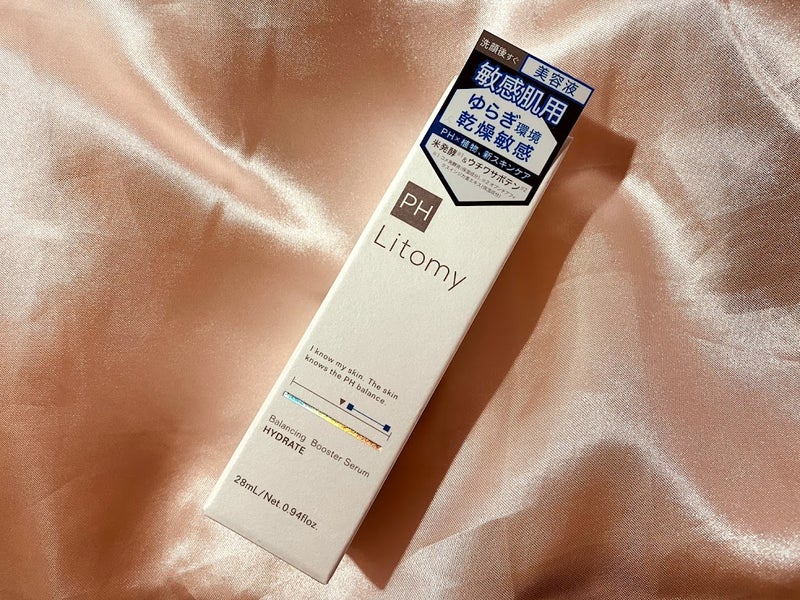 洗顔後すぐ
美容液
敏感肌用
ゆらぎ環境
乾燥敏感
PH×植物、新スキンケア
米発酵※1&ウチワサボテン※2
PH
Litomy
I know my skin. The skin
knows the PH balance.
Balancing Booster Serum
HYDRATE
28mL/Net 0.94floz.